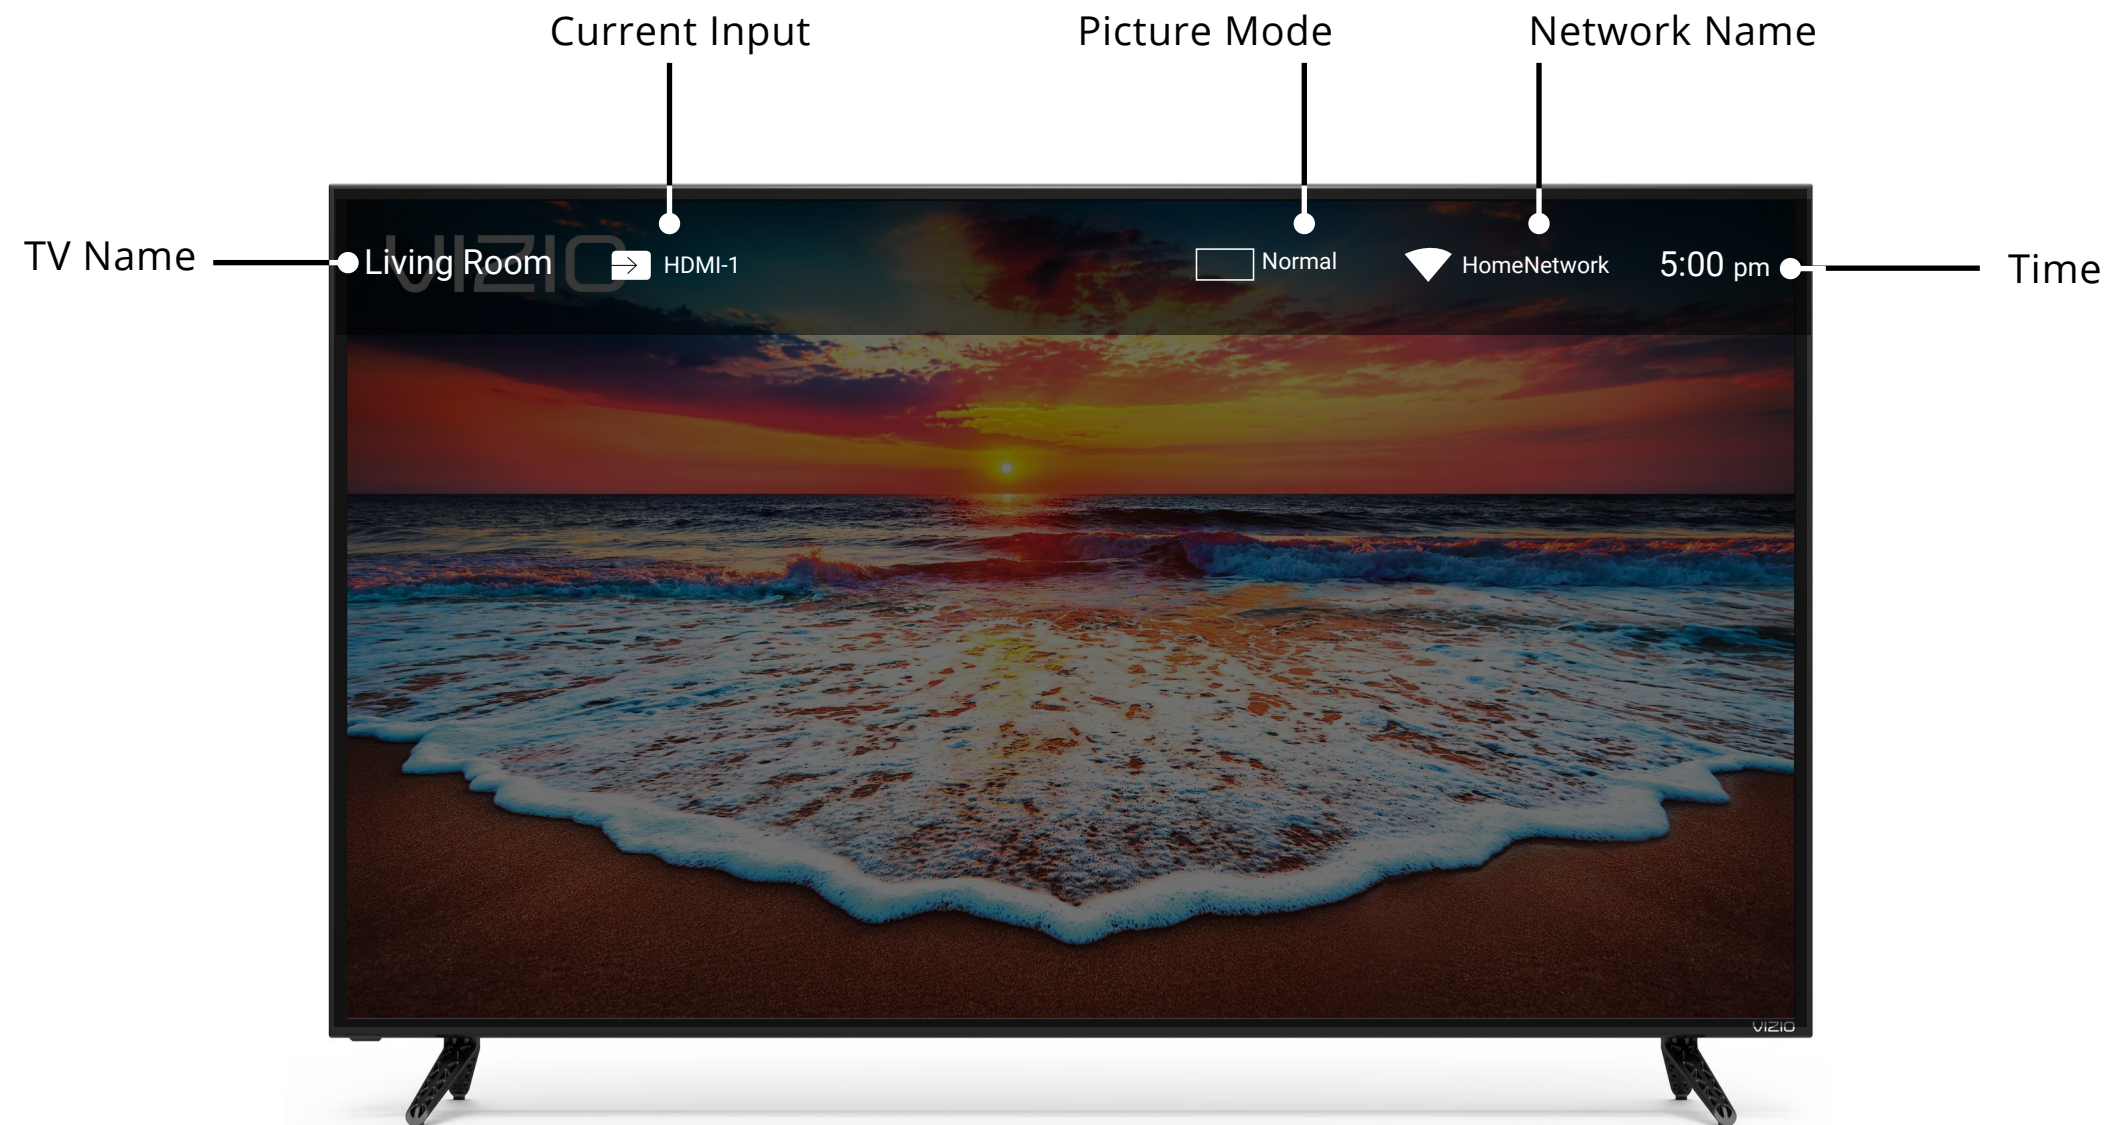 Current Input
Picture Mode
Network Name
TV Name
VIZIO
Living Room
HDMI-1
Normal
HomeNetwork
5:00 pm
Time
VIZIO